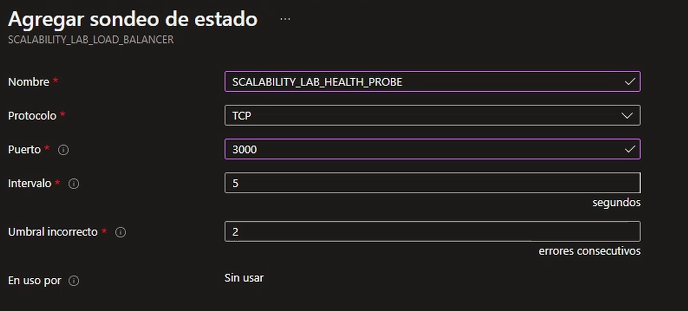 Agregar sondeo de estado ...
SCALABILITY_LAB_LOAD_BALANCER
Nombre * SCALABILITY_LAB_HEALTH_PROBE
Protocolo * TCP
Puerto * 3000
Intervalo * 5
segundos
Umbral incorrecto * 2
errores consecutivos
En uso por Sin usar